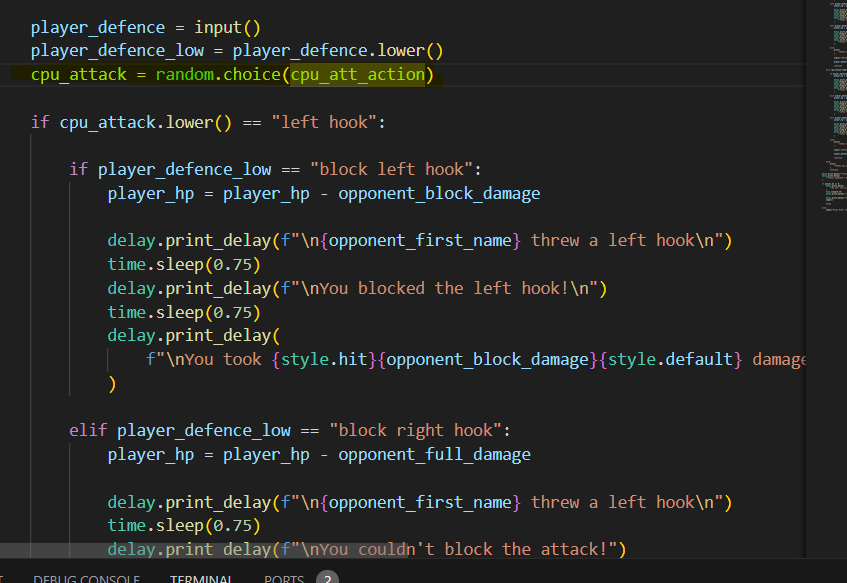 player_defence = input()
player_defence_low = player_defence.lower()
cpu_attack = random.choice(cpu_att_action)
if cpu_attack.lower() == "left hook":
if player_defence_low == "block left hook":
player_hp = player_hp - opponent_block_damage
delay.print_delay(f"\n{opponent_first_name} threw a left hook\n")
time.sleep(0.75)
delay.print_delay(f"\nYou blocked the left hook!\n")
time.sleep(0.75)
delay.print_delay(
f"\nYou took {style.hit}{opponent_block_damage}{style.default} damage
)
elif player_defence_low == "block right hook":
player_hp = player_hp - opponent_full_damage
delay.print_delay(f"\n{opponent_first_name} threw a left hook\n")
time.sleep(0.75)
delay.print_delay(f"\nYou couldn't block the attack!")
DEBUG CONSOLE TERMINAL PORTS 2